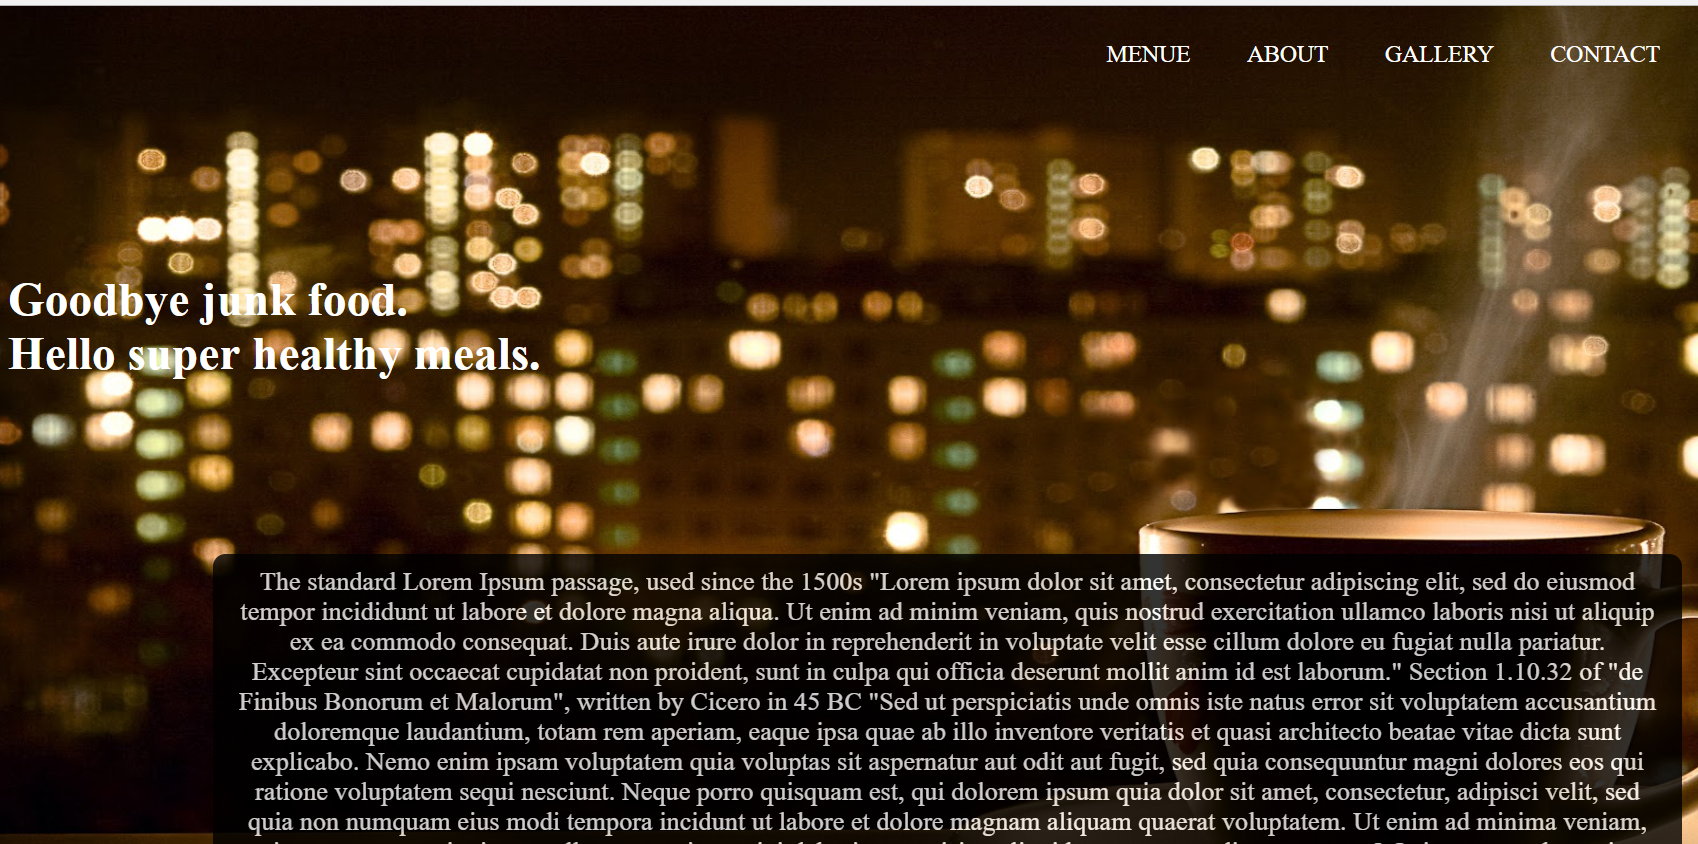 MENUE ABOUT GALLERY CONTACT
Goodbye junk food.
Hello super healthy meals.
The standard Lorem Ipsum passage, used since the 1500s "Lorem ipsum dolor sit amet, consectetur adipiscing elit, sed do eiusmod
tempor incididunt ut labore et dolore magna aliqua. Ut enim ad minim veniam, quis nostrud exercitation ullamco laboris nisi ut aliquip
ex ea commodo consequat. Duis aute irure dolor in reprehenderit in voluptate velit esse cillum dolore eu fugiat nulla pariatur.
Excepteur sint occaecat cupidatat non proident, sunt in culpa qui officia deserunt mollit anim id est laborum." Section 1.10.32 of "de
Finibus Bonorum et Malorum", written by Cicero in 45 BC "Sed ut perspiciatis unde omnis iste natus error sit voluptatem accusantium
doloremque laudantium, totam rem aperiam, eaque ipsa quae ab illo inventore veritatis et quasi architecto beatae vitae dicta sunt
explicabo. Nemo enim ipsam voluptatem quia voluptas sit aspernatur aut odit aut fugit, sed quia consequuntur magni dolores eos qui
ratione voluptatem sequi nesciunt. Neque porro quisquam est, qui dolorem ipsum quia dolor sit amet, consectetur, adipisci velit, sed
quia non numquam eius modi tempora incidunt ut labore et dolore magnam aliquam quaerat voluptatem. Ut enim ad minima veniam,